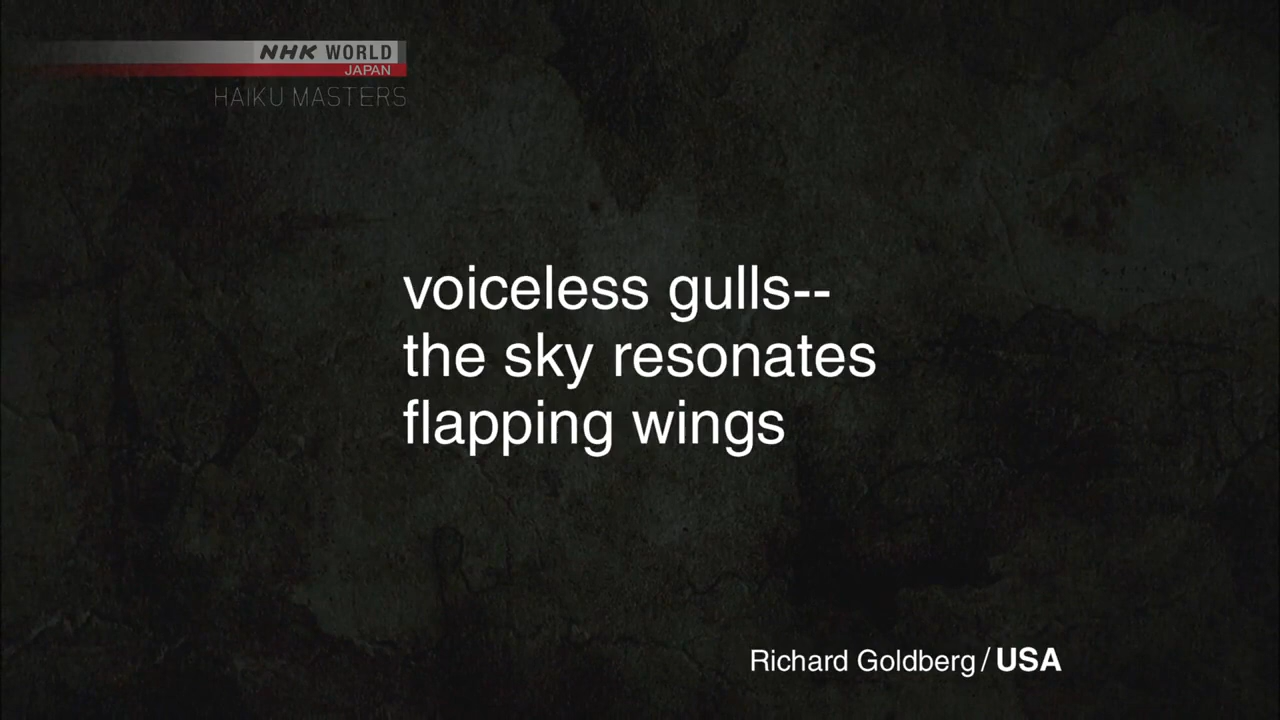 NHK WORLD
JAPAN
HAIKU MASTERS
voiceless gulls--
the sky resonates
flapping wings
Richard Goldberg / USA